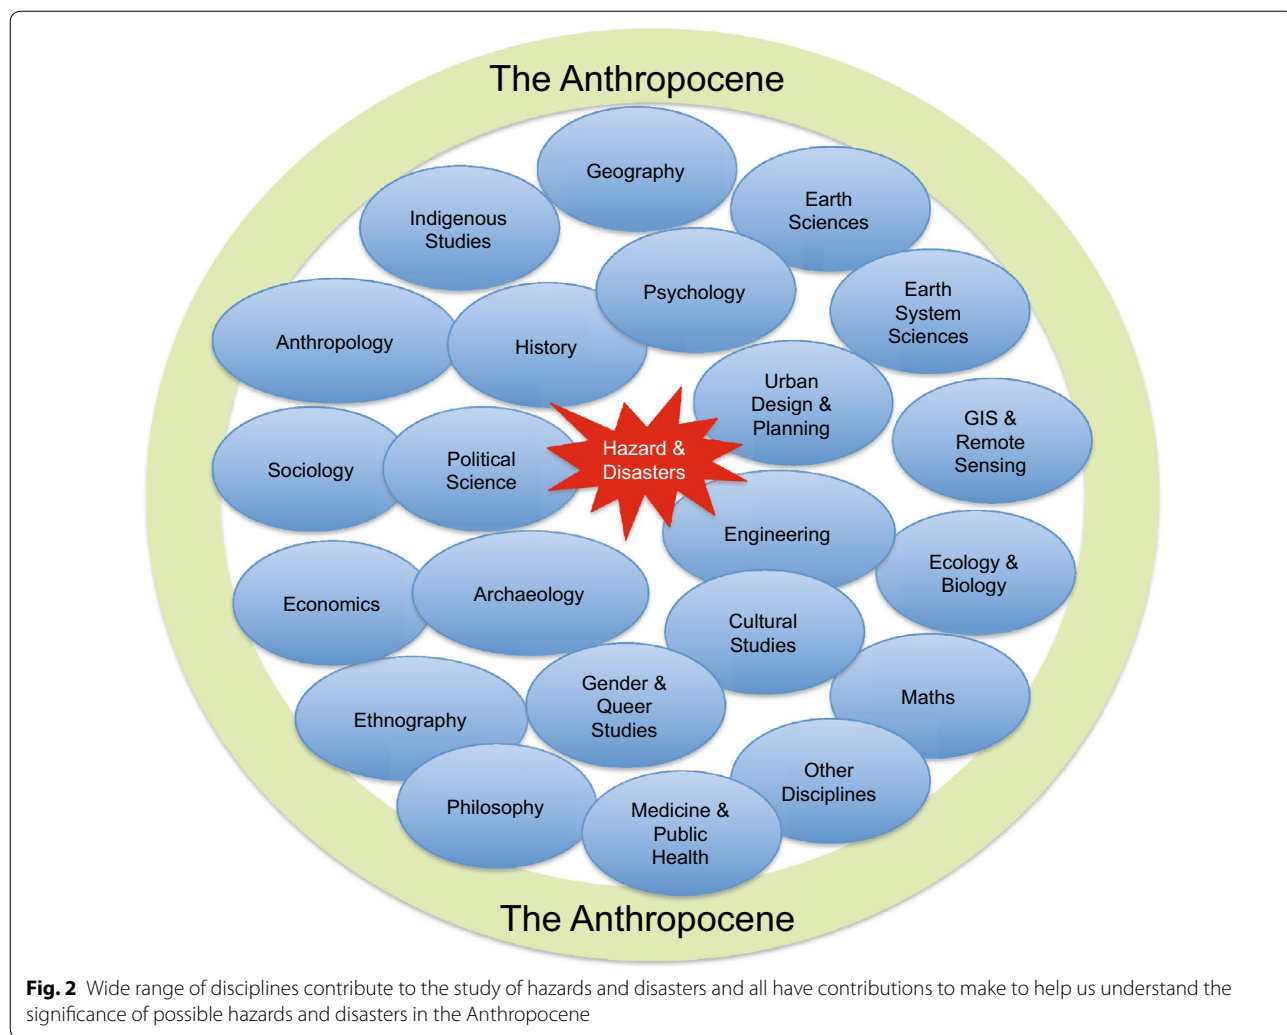 The Anthropocene
Geography
Earth
Sciences
Indigenous
Studies
Psychology
Earth
System
Sciences
Anthropology
History
Urban
Design &
Planning
GIS &
Remote
Sensing
Hazard &
Disasters
Sociology
Political
Science
Engineering
Ecology &
Biology
Economics
Archaeology
Cultural
Studies
Gender &
Queer
Studies
Maths
Ethnography
Other
Disciplines
Philosophy
Medicine &
Public
Health
The Anthropocene
Fig. 2 Wide range of disciplines contribute to the study of hazards and disasters and all have contributions to make to help us understand the
significance of possible hazards and disasters in the Anthropocene